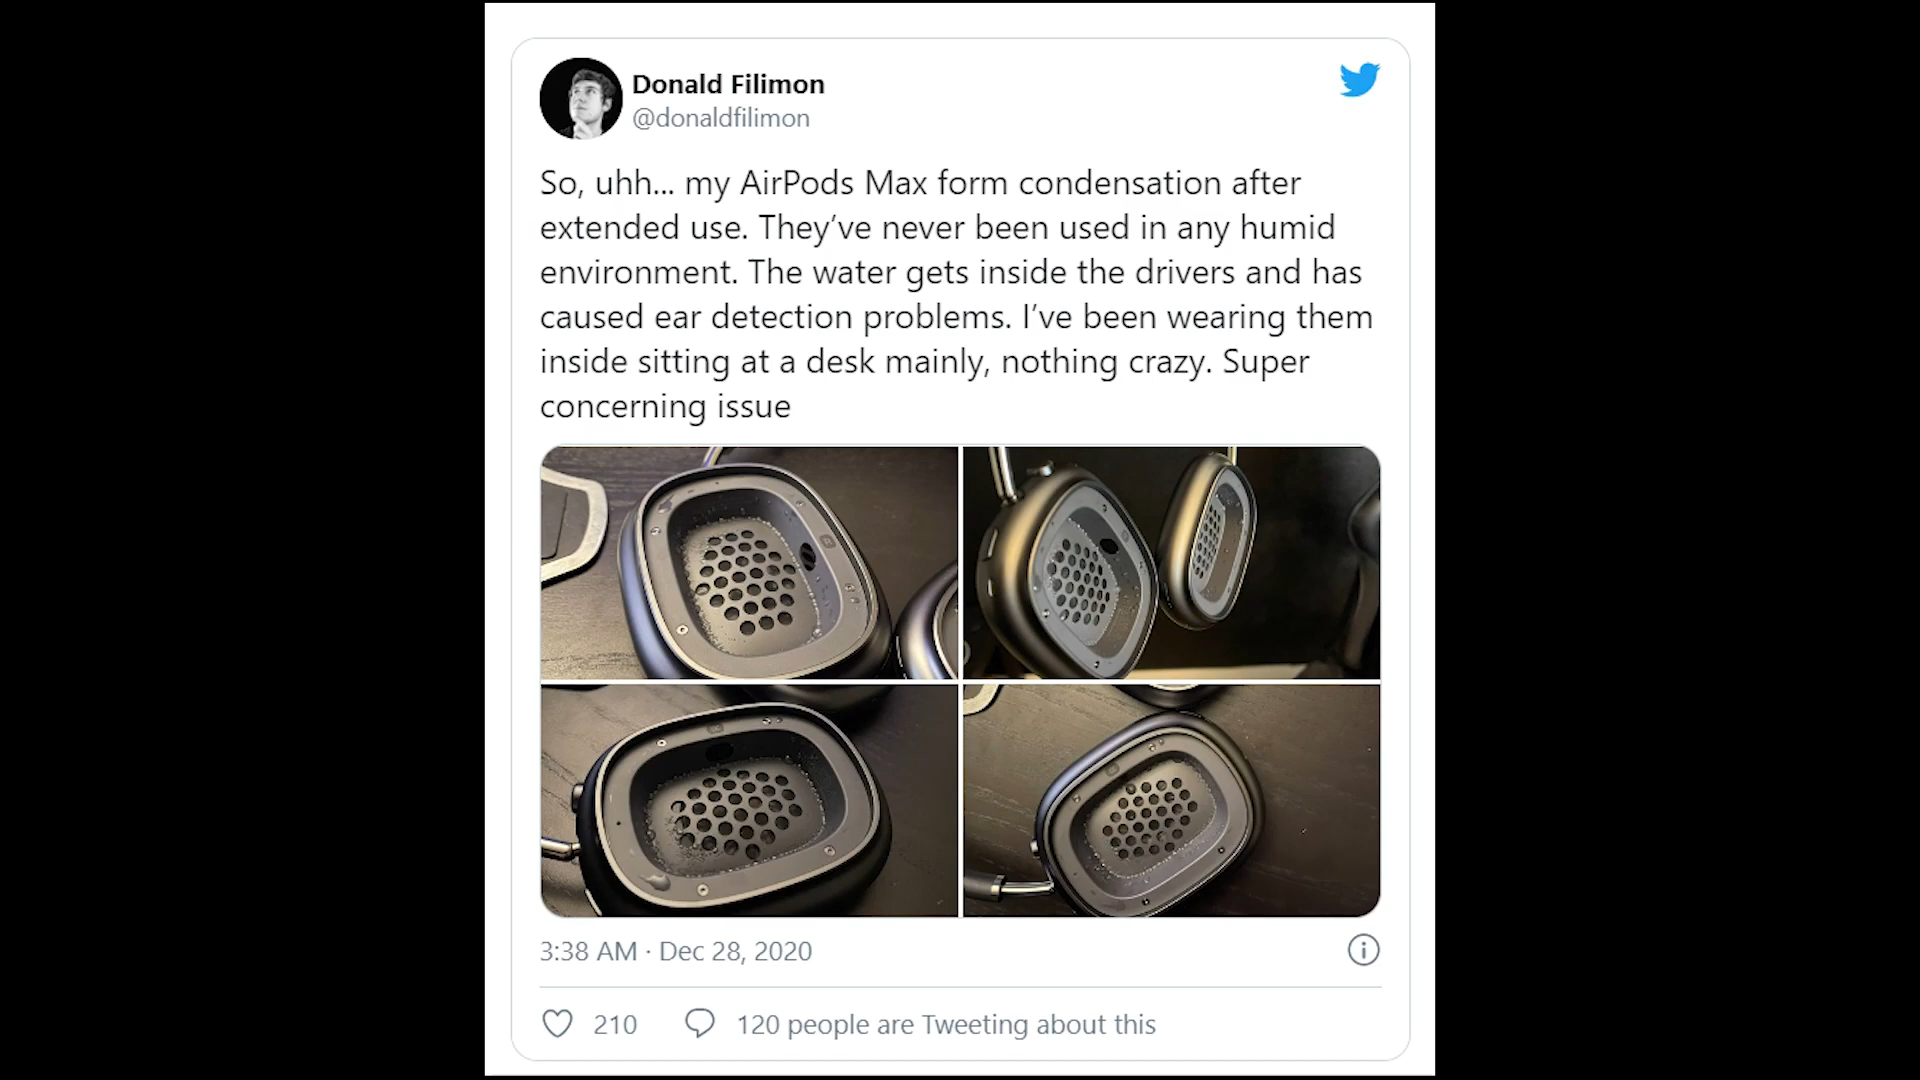 Donald Filimon
@donaldfilimon
So, uhh... my AirPods Max form condensation after
extended use. They’ve never been used in any humid
environment. The water gets inside the drivers and has
caused ear detection problems. I’ve been wearing them
inside sitting at a desk mainly, nothing crazy. Super
concerning issue
3:38 AM · Dec 28, 2020
210
120 people are Tweeting about this